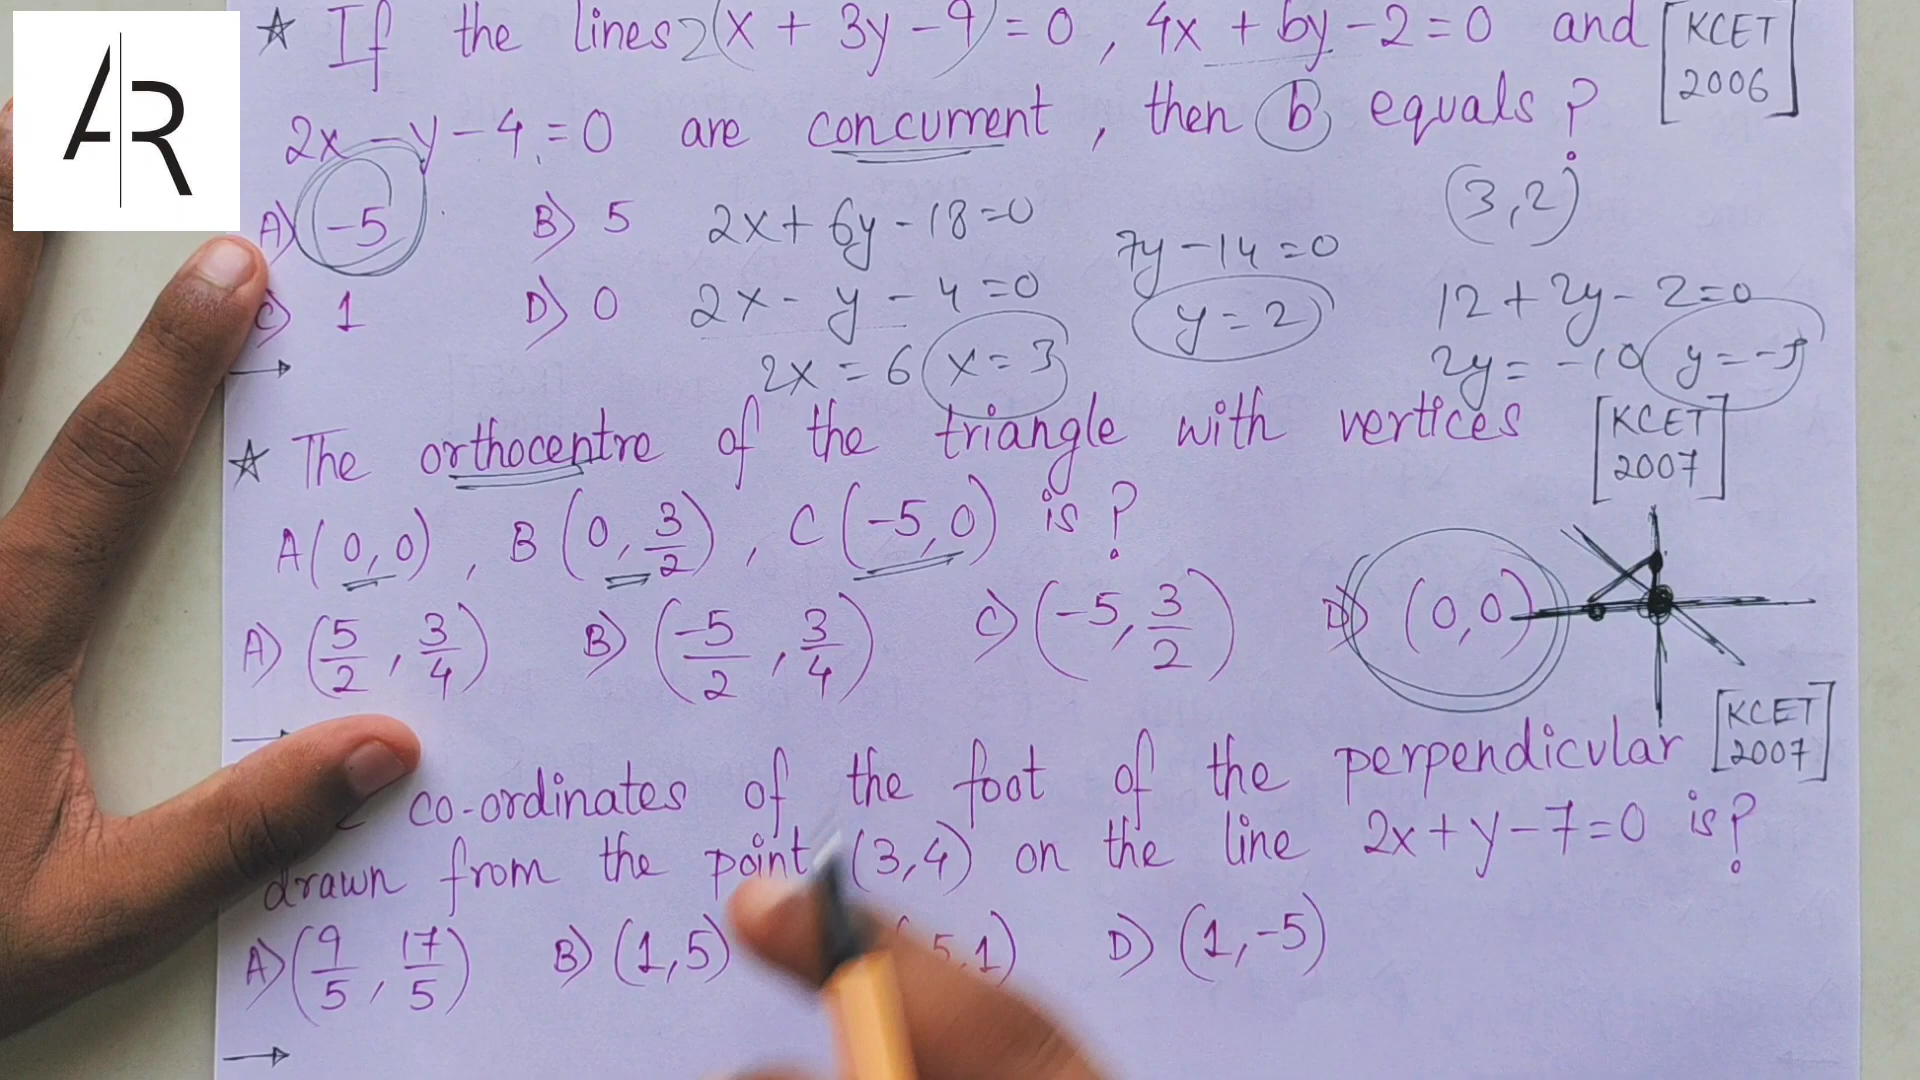 AR
☆ If the lines 2(x + 3y - 9) = 0, 4x + by - 2 = 0 and [KCET 2006]
2x - y - 4 = 0 are concurrent, then b equals?
(3,2)
A) -5 B) 5 2x + 6y - 18 = 0 7y - 14 = 0
C) 1 D) 0 2x - y - 4 = 0 y = 2 12 + 2y - 2 = 0
→ 2x = 6 x = 3 2y = -10 y = -5
☆ The orthocentre of the triangle with vertices [KCET 2007]
A(0,0), B(0, 3/2), C(-5,0) is?
A) (5/2, 3/4) B) (-5/2, 3/4) C) (-5, 3/2) D) (0,0)
→
co-ordinates of the foot of the perpendicular [KCET 2007]
drawn from the point (3,4) on the line 2x + y - 7 = 0 is?
A) (9/5, 17/5) B) (1,5) 5,1) D) (1,-5)
→